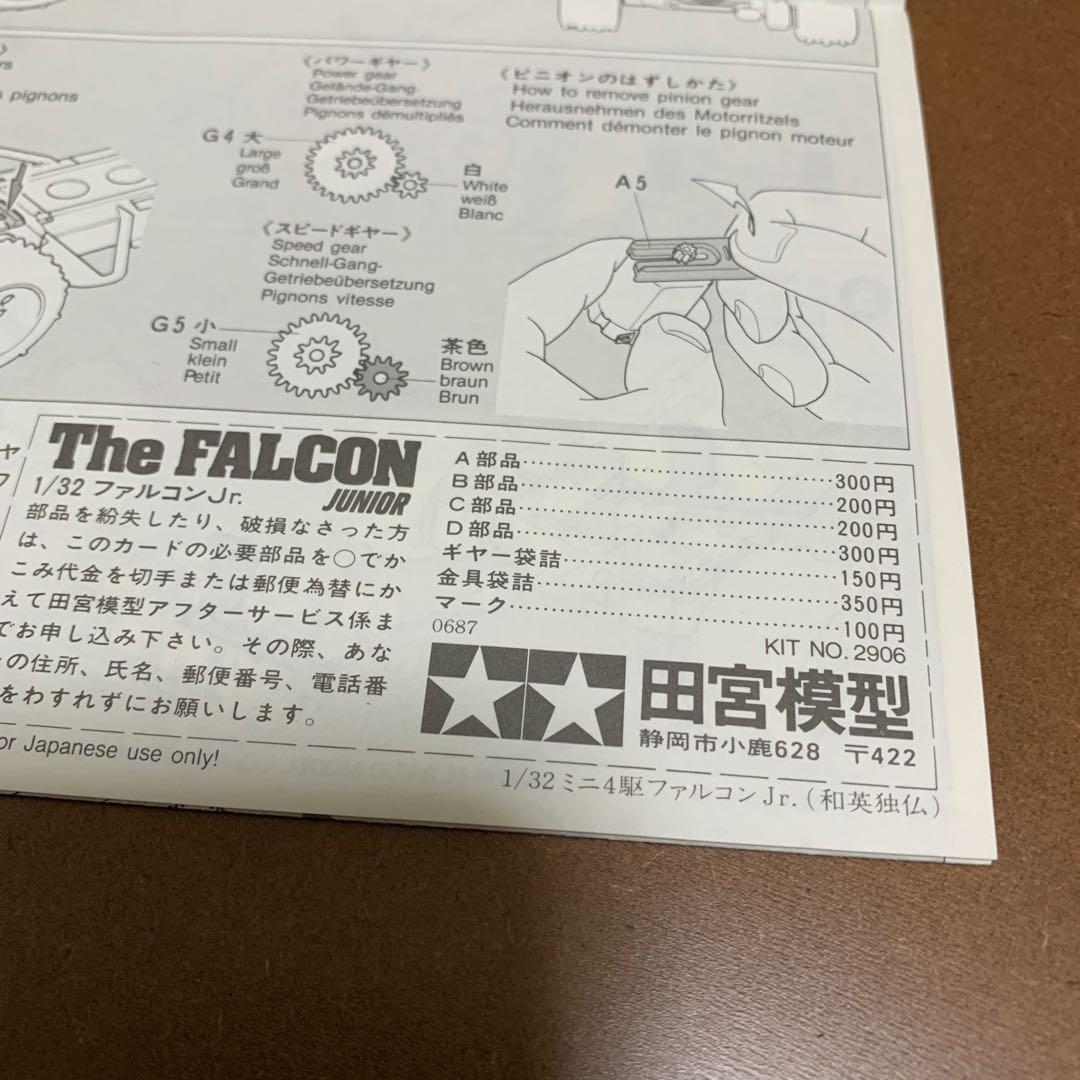 rs
pignons
《パワーギヤー》
Power gear
Gelände-Gang-
Getriebeübersetzung
Pignons démultipliès
G4 大
Large
groß
Grand
白
White
weiß
Blanc
《ピニオンのはずしかた》
How to remove pinion gear
Herausnehmen des Motorritzels
Comment démonter le pignon moteur
A5
《スピードギヤー》
Speed gear
Schnell-Gang-
Getriebeübersetzung
Pignons vitesse
G5 小
Small
klein
Petit
茶色
Brown
braun
Brun
ヤ
The FALCON
JUNIOR
1/32 ファルコンJr.
部品を紛失したり、破損なさった方
は、このカードの必要部品を○でか
こみ代金を切手または郵便為替にか
えて田宮模型アフターサービス係ま
でお申し込み下さい。その際、あな
の住所、氏名、郵便番号、電話番
をわすれずにお願いします。
or Japanese use only!
A部品……300円
B部品……200円
C部品……200円
D部品……300円
ギヤー袋詰……150円
金具袋詰……350円
マーク……100円
0687
KIT NO. 2906
田宮模型
静岡市小鹿628 〒422
1/32 ミニ4駆ファルコンJr.(和英独仏)